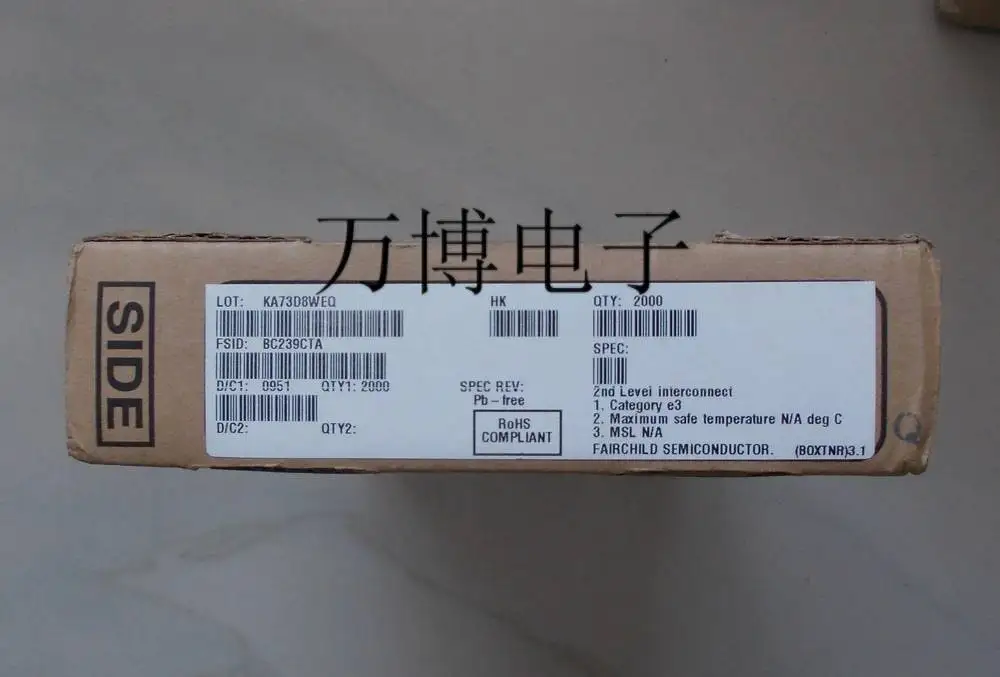 万博电子
SIDE
LOT: KA73D8WEQ HK QTY: 2000
FSID: BC239CTA SPEC:
D/C1: 0951 QTY1: 2000 SPEC REV:
Pb-free
D/C2: QTY2:
RoHS
COMPLIANT
2nd Level interconnect
1. Category e3
2. Maximum safe temperature N/A deg C
3. MSL N/A
FAIRCHILD SEMICONDUCTOR. (BOXTNR)3.1
Q